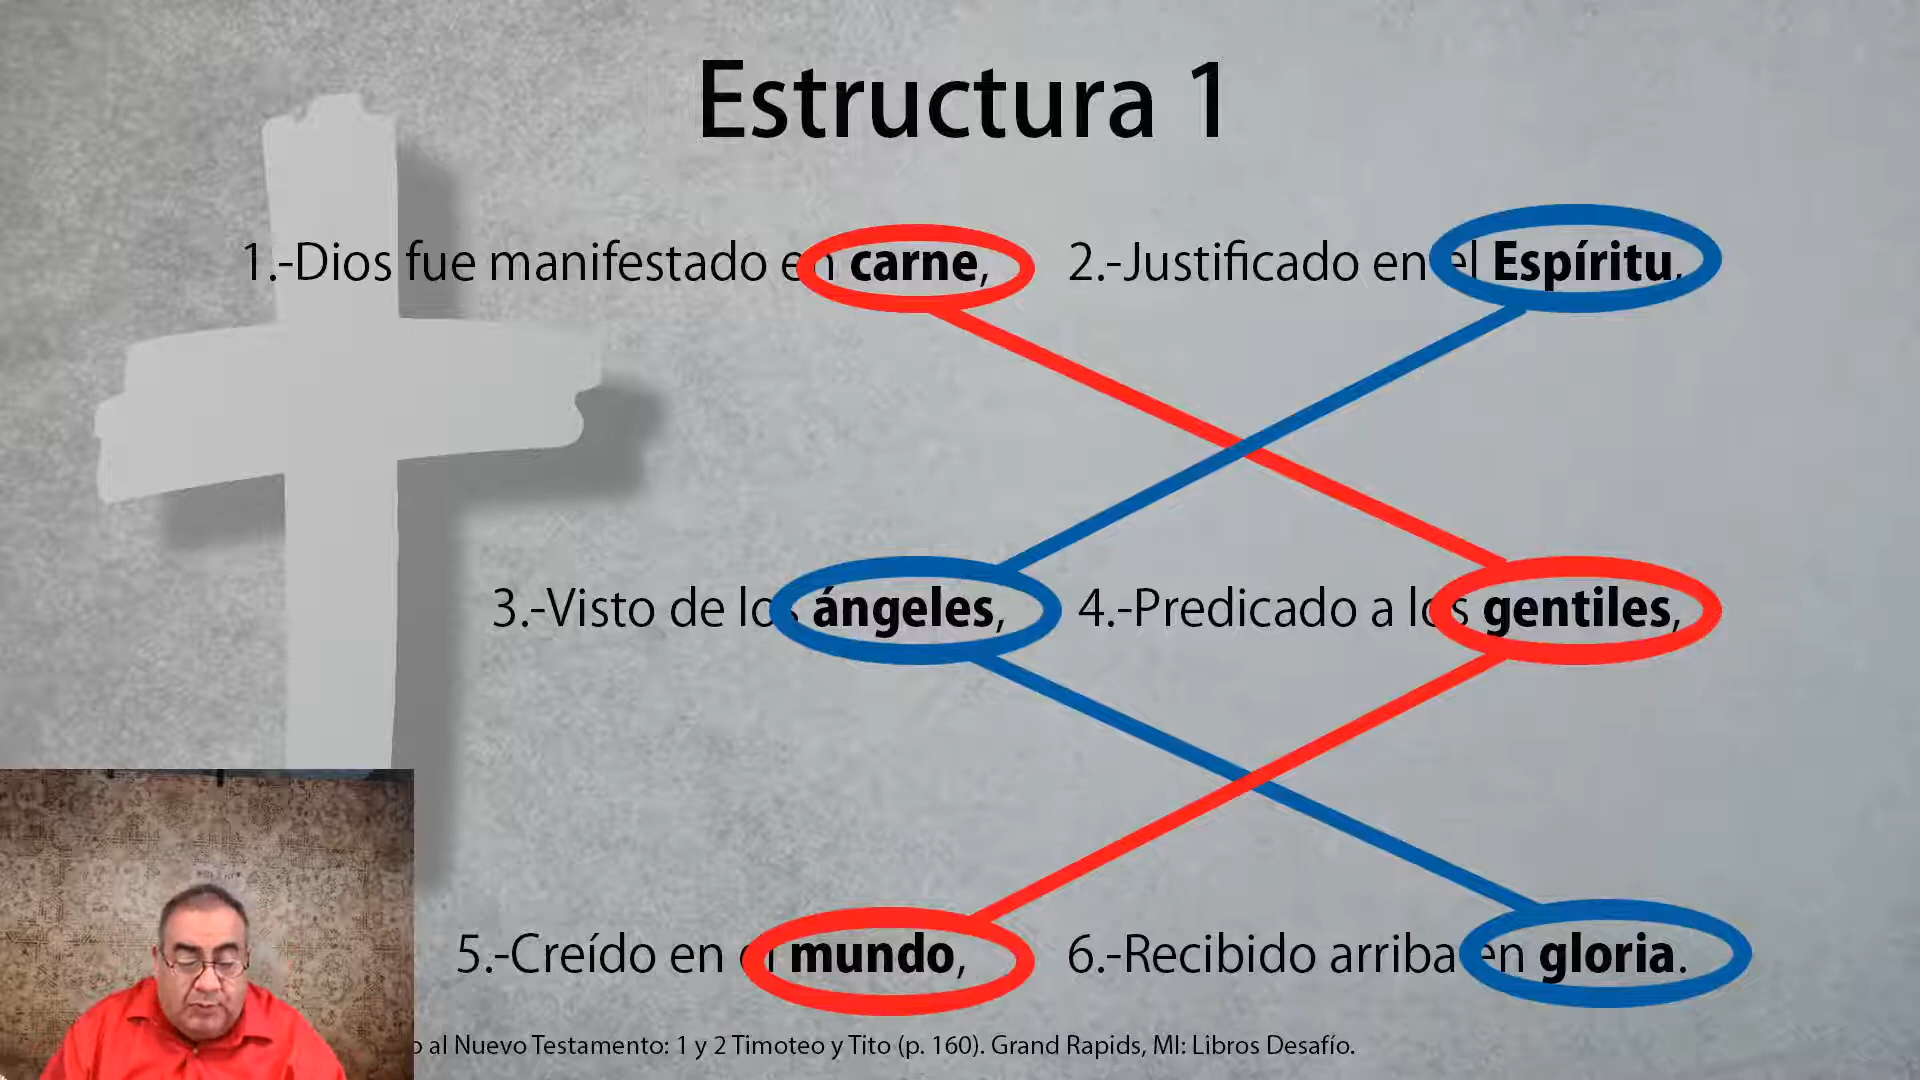 Estructura 1
1.-Dios fue manifestado en carne, 2.-Justificado en el Espíritu,
3.-Visto de los ángeles, 4.-Predicado a los gentiles,
5.-Creído en el mundo, 6.-Recibido arriba en gloria.
al Nuevo Testamento: 1 y 2 Timoteo y Tito (p. 160). Grand Rapids, MI: Libros Desafío.